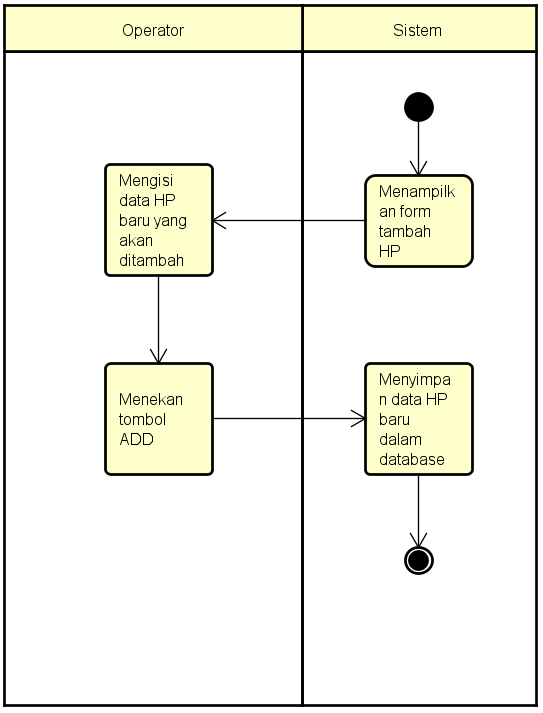 Operator
Sistem
Mengisi
data HP
baru yang
akan
ditambah
Menampilk
an form
tambah
HP
Menekan
tombol
ADD
Menyimpa
n data HP
baru
dalam
database